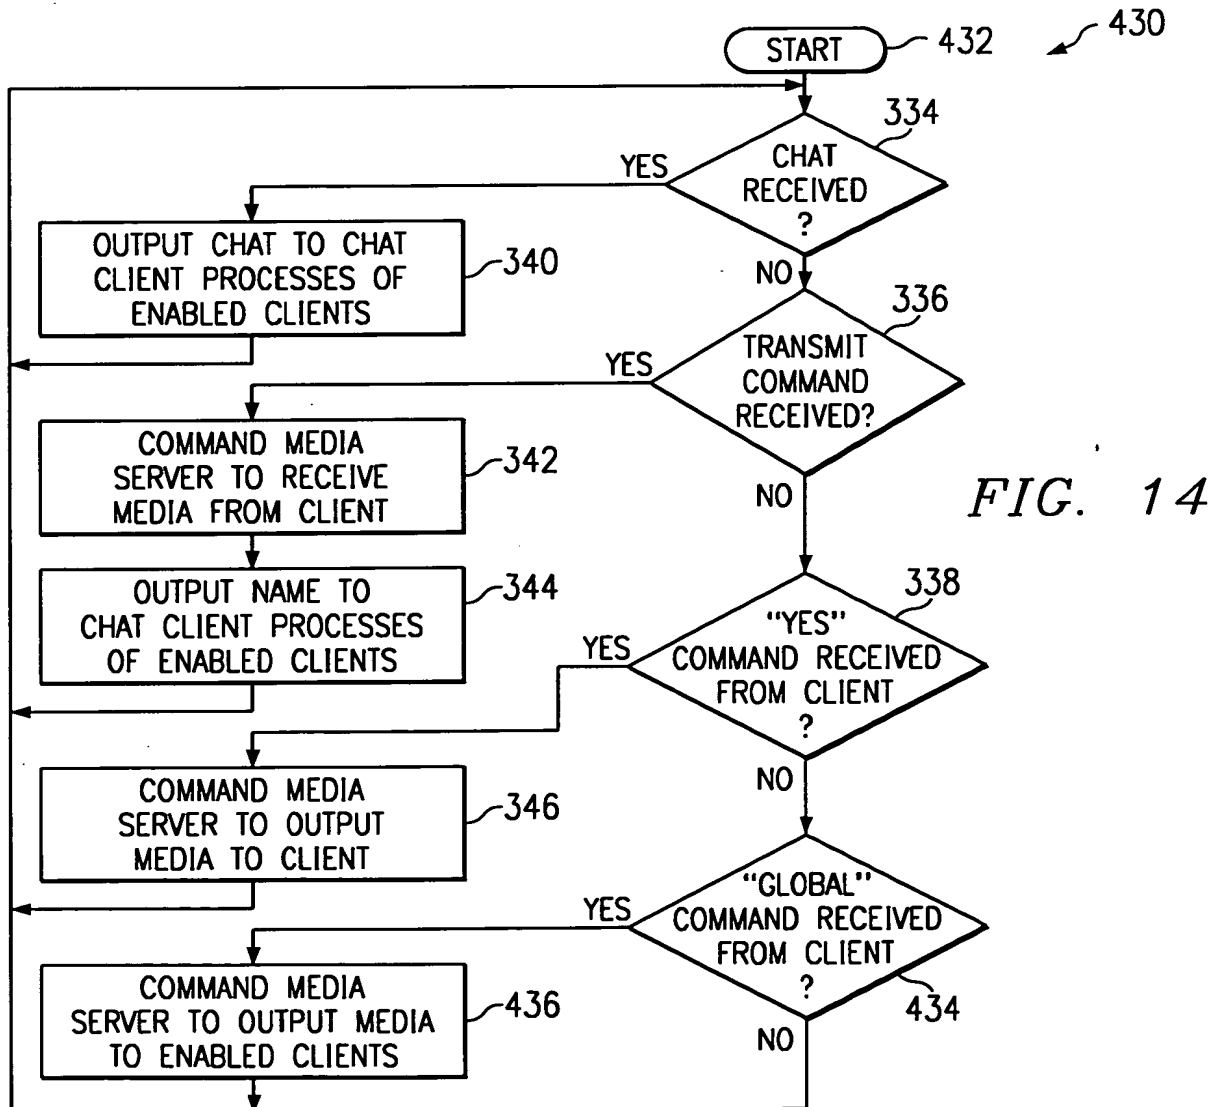 START
432
430
334
CHAT
RECEIVED
?
YES
NO
OUTPUT CHAT TO CHAT
CLIENT PROCESSES OF
ENABLED CLIENTS
340
336
TRANSMIT
COMMAND
RECEIVED?
YES
NO
COMMAND MEDIA
SERVER TO RECEIVE
MEDIA FROM CLIENT
342
FIG. 14
OUTPUT NAME TO
CHAT CLIENT PROCESSES
OF ENABLED CLIENTS
344
338
"YES"
COMMAND RECEIVED
FROM CLIENT
?
YES
NO
COMMAND MEDIA
SERVER TO OUTPUT
MEDIA TO CLIENT
346
"GLOBAL"
COMMAND RECEIVED
FROM CLIENT
?
YES
434
NO
COMMAND MEDIA
SERVER TO OUTPUT MEDIA
TO ENABLED CLIENTS
436